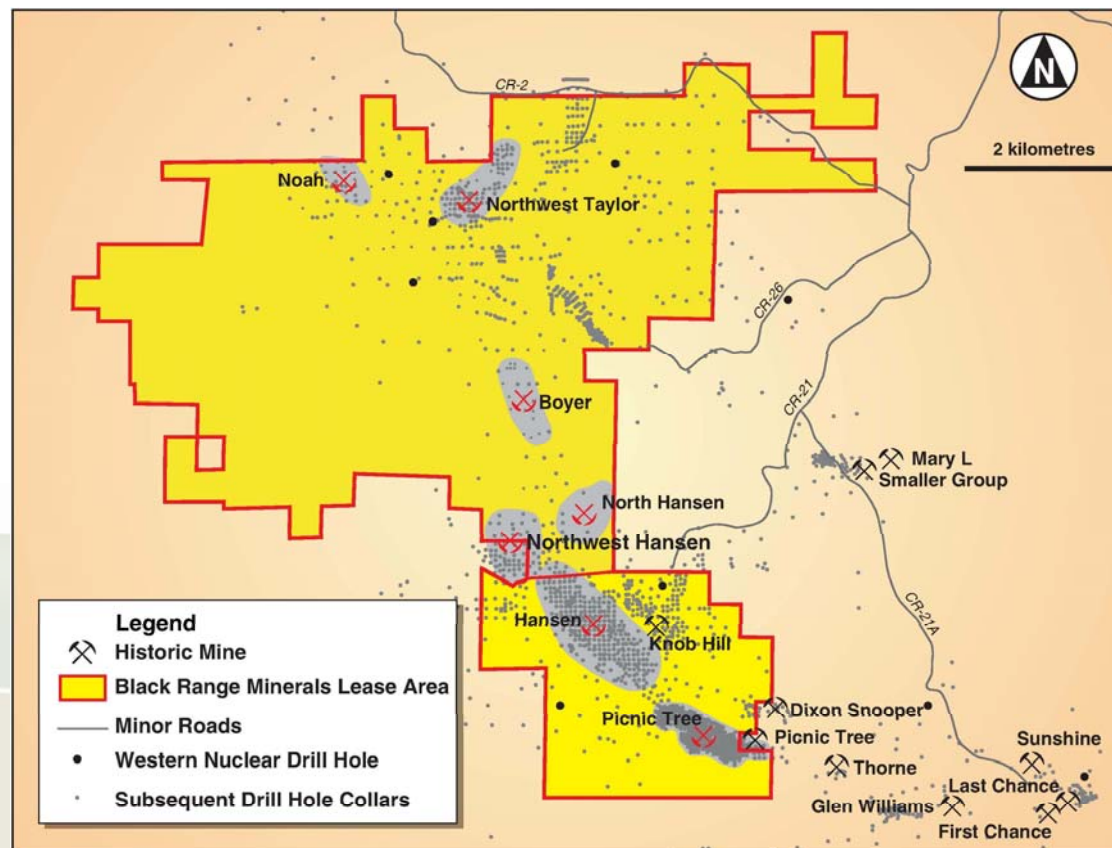 CR-2
N
2 kilometres
Noah
Northwest Taylor
CR-26
CR-21
Boyer
Mary L
Smaller Group
North Hansen
Northwest Hansen
CR-21A
Hansen
Knob Hill
Picnic Tree
Dixon Snooper
Picnic Tree
Sunshine
Thorne
Last Chance
Glen Williams
First Chance
Legend
Historic Mine
Black Range Minerals Lease Area
Minor Roads
Western Nuclear Drill Hole
Subsequent Drill Hole Collars